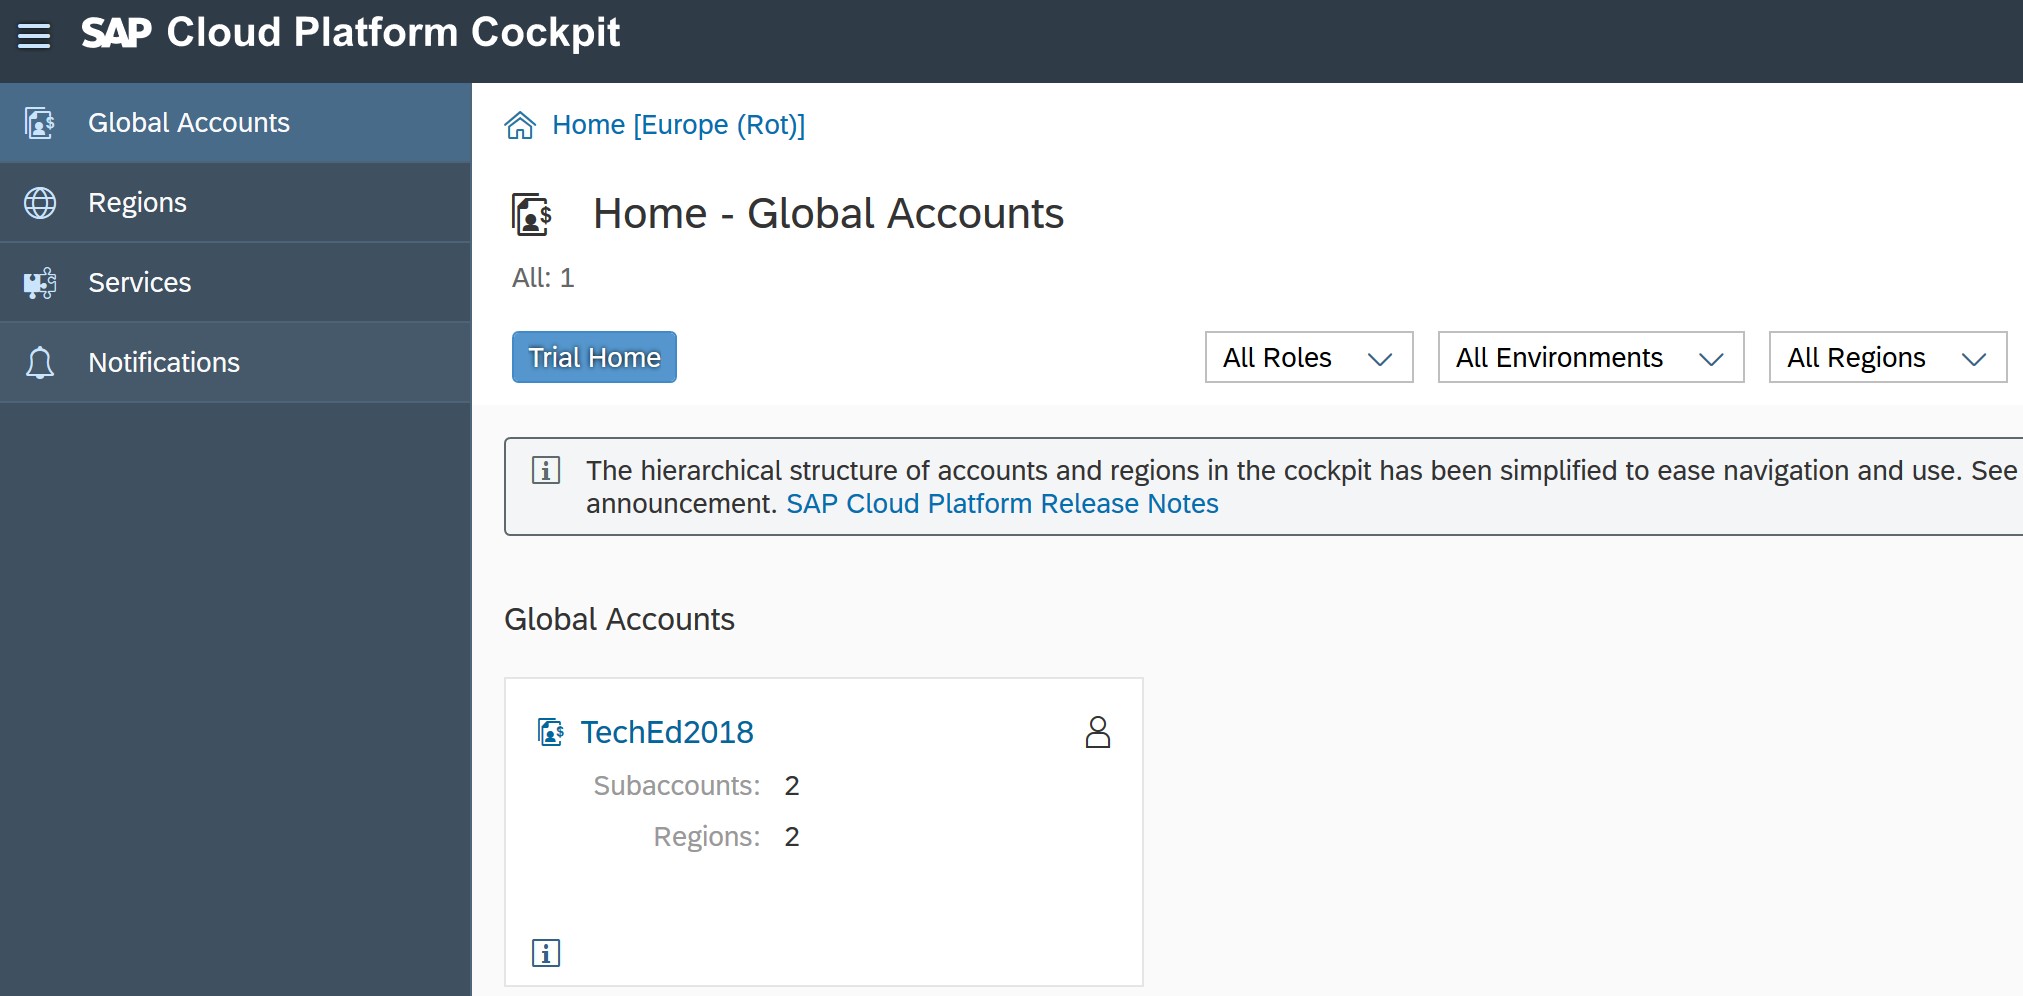 SAP Cloud Platform Cockpit
Global Accounts
Regions
Services
Notifications
Home [Europe (Rot)]
Home - Global Accounts
All: 1
Trial Home
All Roles
All Environments
All Regions
The hierarchical structure of accounts and regions in the cockpit has been simplified to ease navigation and use. See
announcement. SAP Cloud Platform Release Notes
Global Accounts
TechEd2018
Subaccounts: 2
Regions: 2